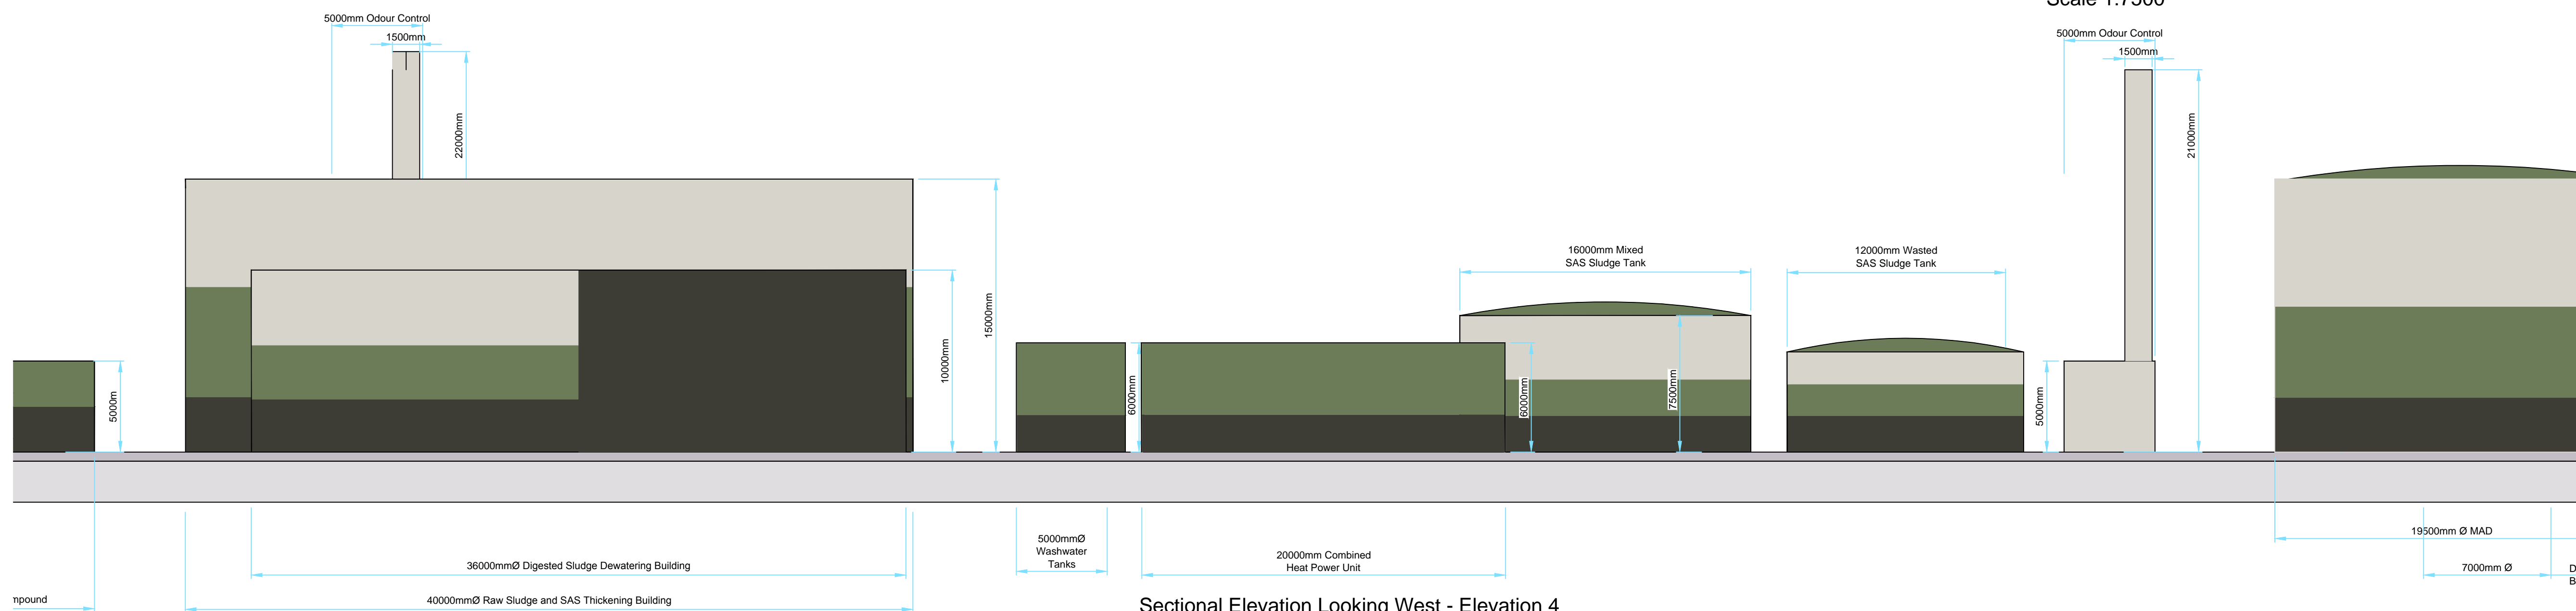 Scale 1:7500
5000mm Odour Control
1500mm
22000mm
5000mm Odour Control
1500mm
21000mm
16000mm Mixed
SAS Sludge Tank
12000mm Wasted
SAS Sludge Tank
5000m
10000mm
15000mm
6000mm
6000mm
7500mm
5000mm
19500mm Ø MAD
7000mm Ø
5000mmØ
Washwater
Tanks
20000mm Combined
Heat Power Unit
36000mmØ Digested Sludge Dewatering Building
40000mmØ Raw Sludge and SAS Thickening Building
mpound
D
B
Sectional Elevation Looking West - Elevation 4